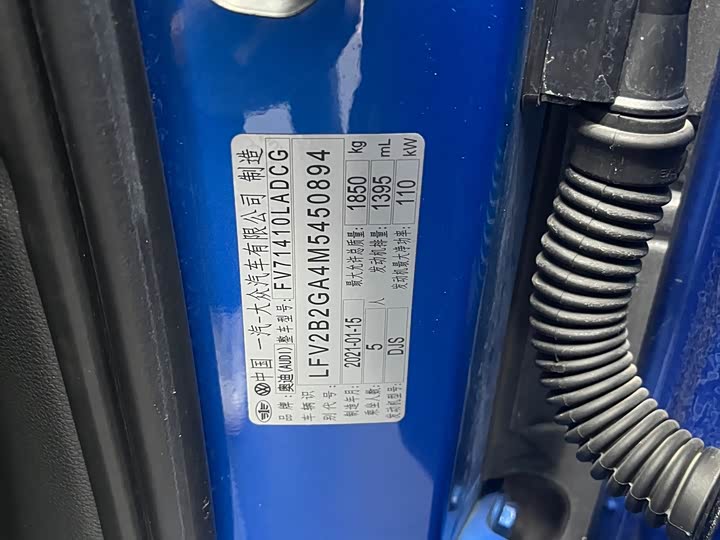 中国 一汽-大众汽车有限公司 制造
品牌: 奥迪(AUDI) 整车型号: FV71410LADCG
车辆识别代号: LFV2B2GA4M5450894
制造年月: 2021-01-15 最大允许总质量: 1850 kg
乘坐人数: 5 人 发动机排量: 1395 mL
发动机型号: DJS 发动机最大净功率: 110 kW